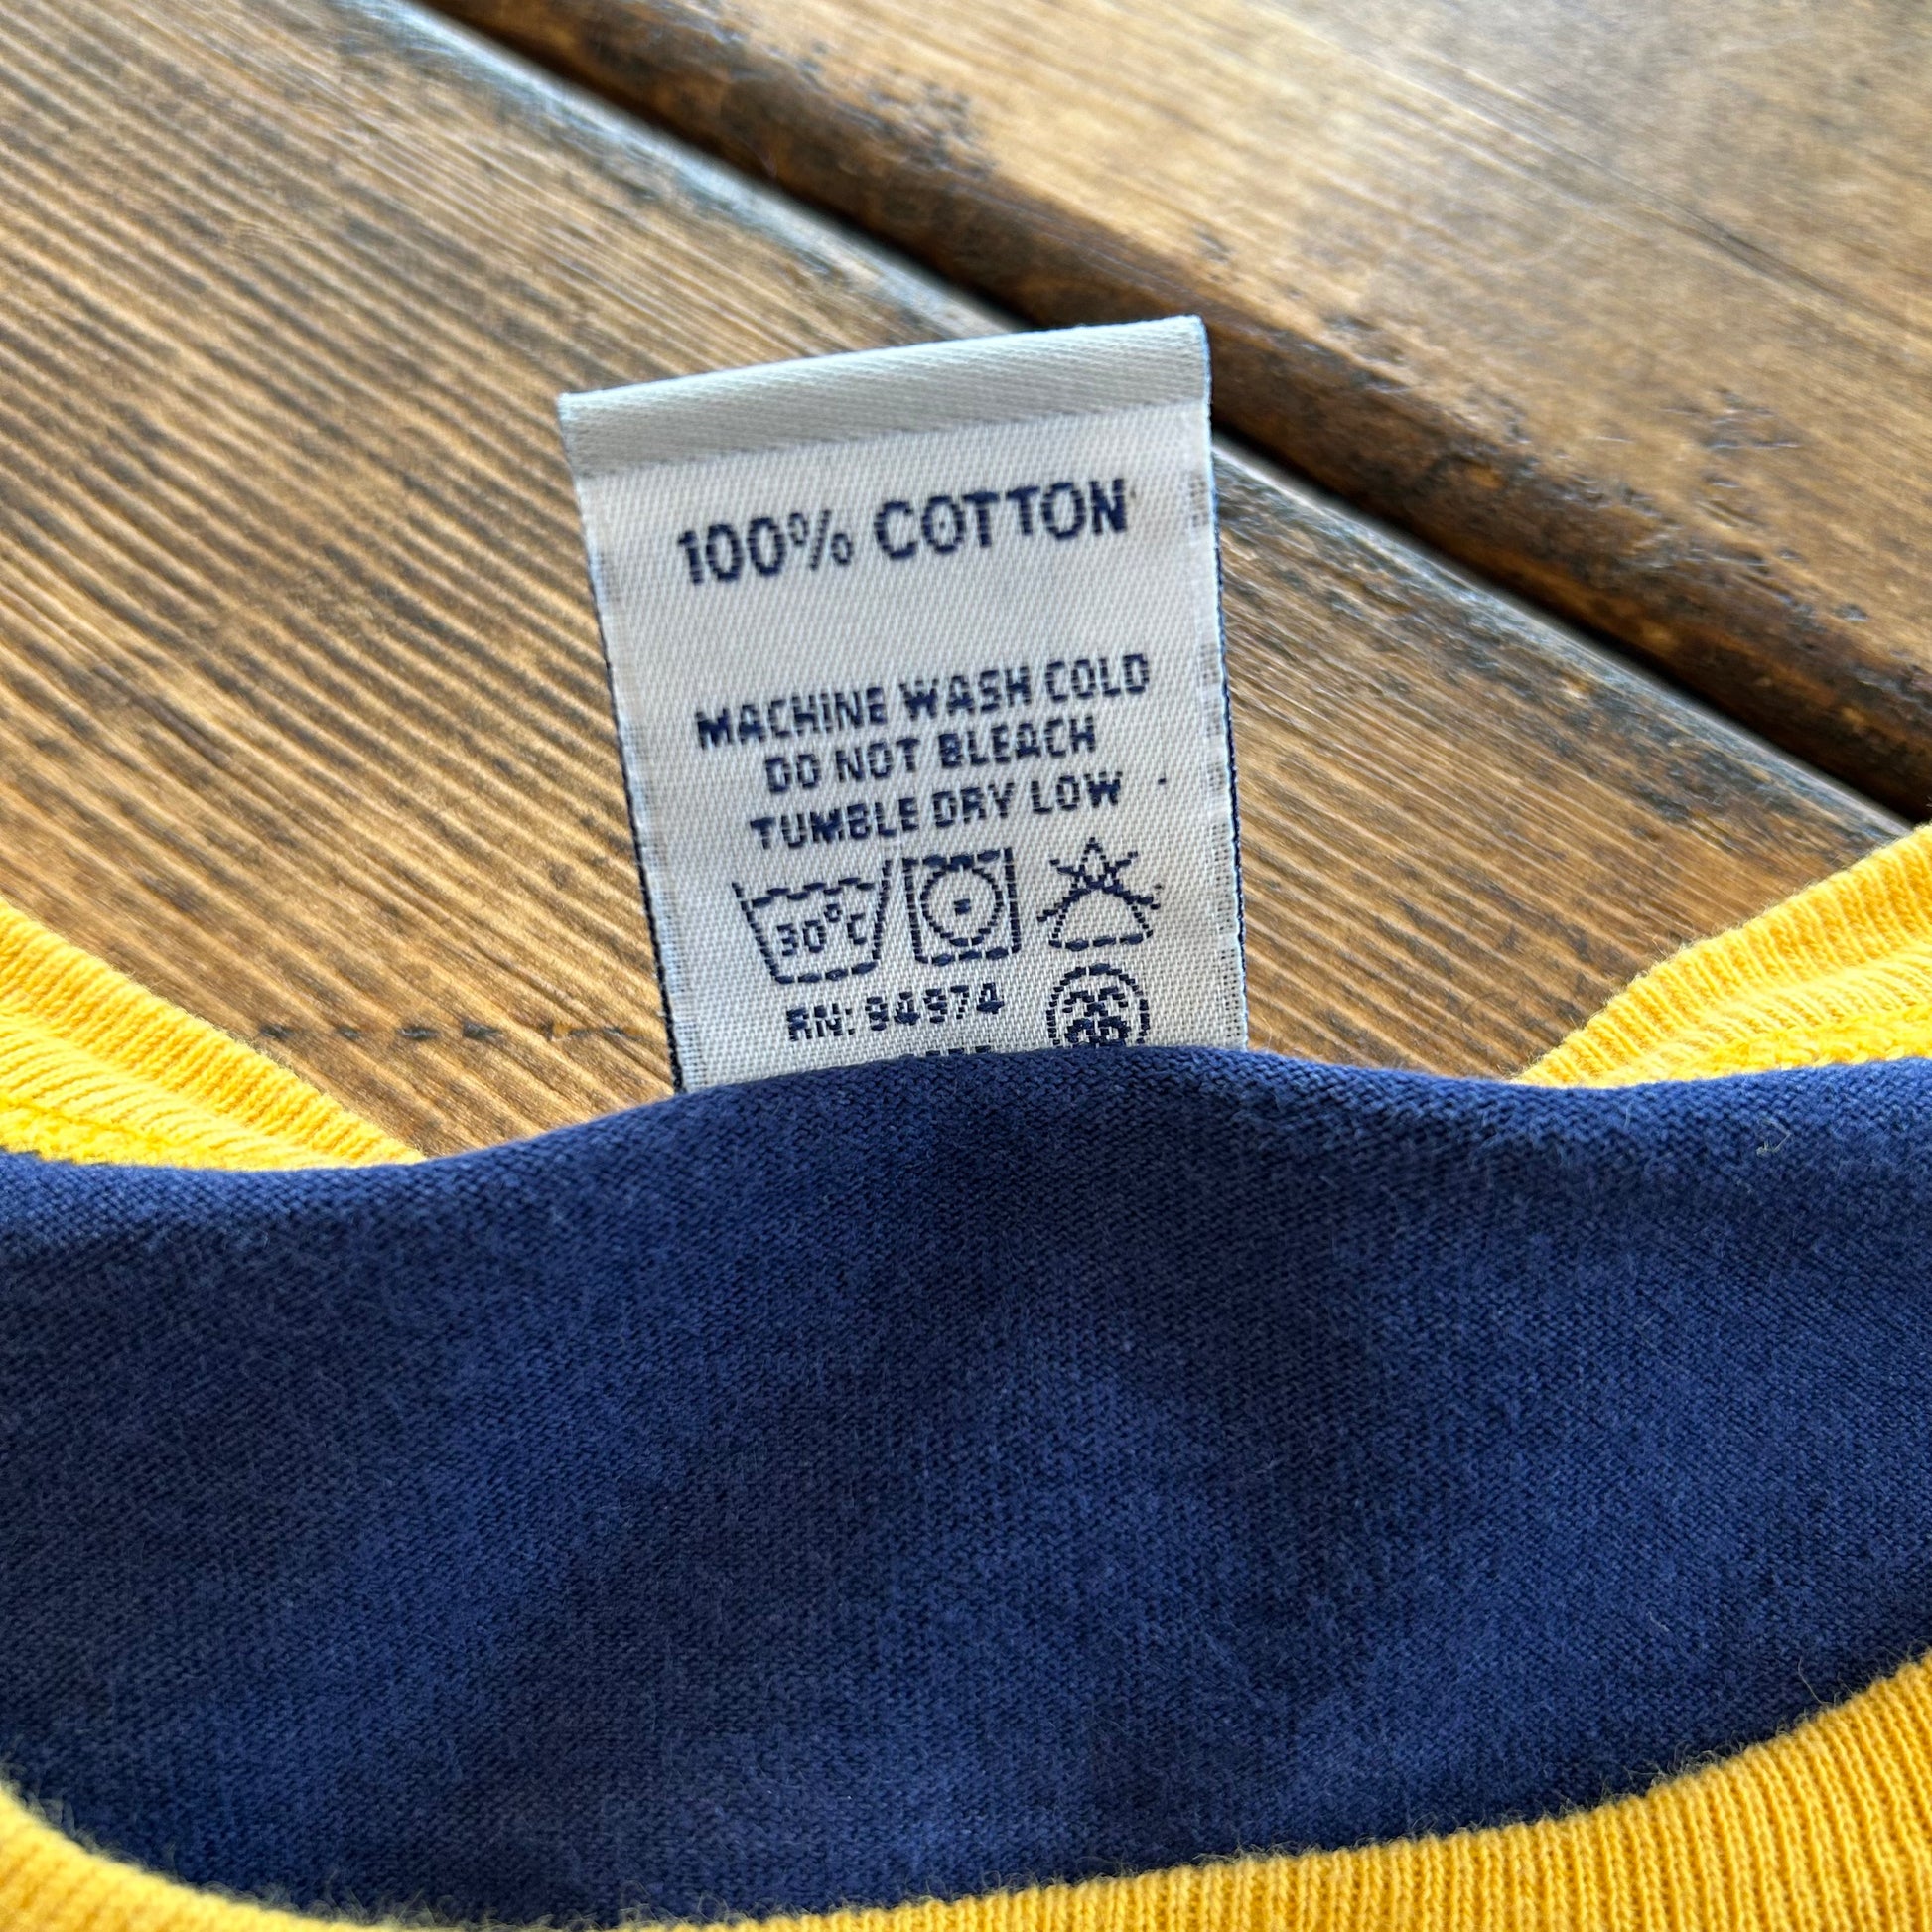 100% COTTON
MACHINE WASH COLD
DO NOT BLEACH
TUMBLE DRY LOW
30°C
RN: 94974